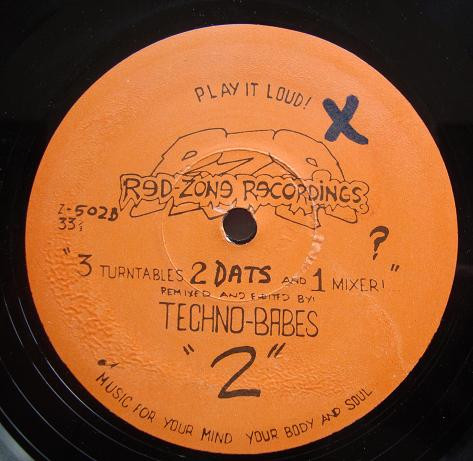 PLAY IT LOUD!
X
RED-ZONE RECORDINGS
Z-502B
33⅓
?
"3 TURNTABLES 2 DATS AND 1 MIXER!..."
REMIXED AND EDITED BY:
TECHNO-BABES
"2"
MUSIC FOR YOUR MIND YOUR BODY AND SOUL